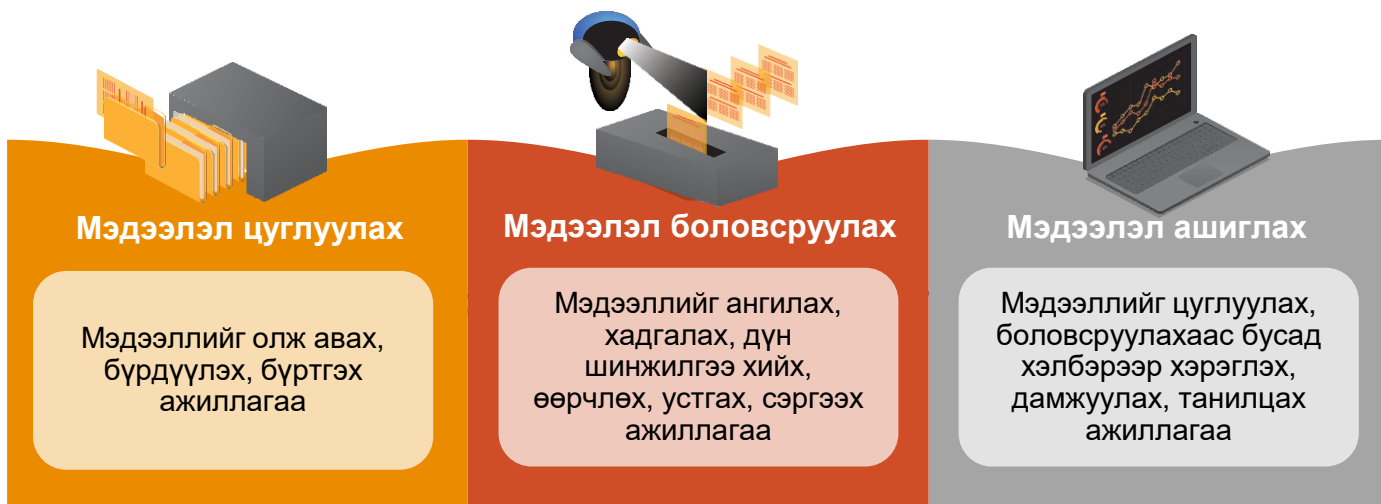 Мэдээлэл цуглуулах
Мэдээллийг олж авах,
бүрдүүлэх, бүртгэх
ажиллагаа
Мэдээлэл боловсруулах
Мэдээллийг ангилах,
хадгалах, дүн
шинжилгээ хийх,
өөрчлөх, устгах, сэргээх
ажиллагаа
Мэдээлэл ашиглах
Мэдээллийг цуглуулах,
боловсруулахаас бусад
хэлбэрээр хэрэглэх,
дамжуулах, танилцах
ажиллагаа